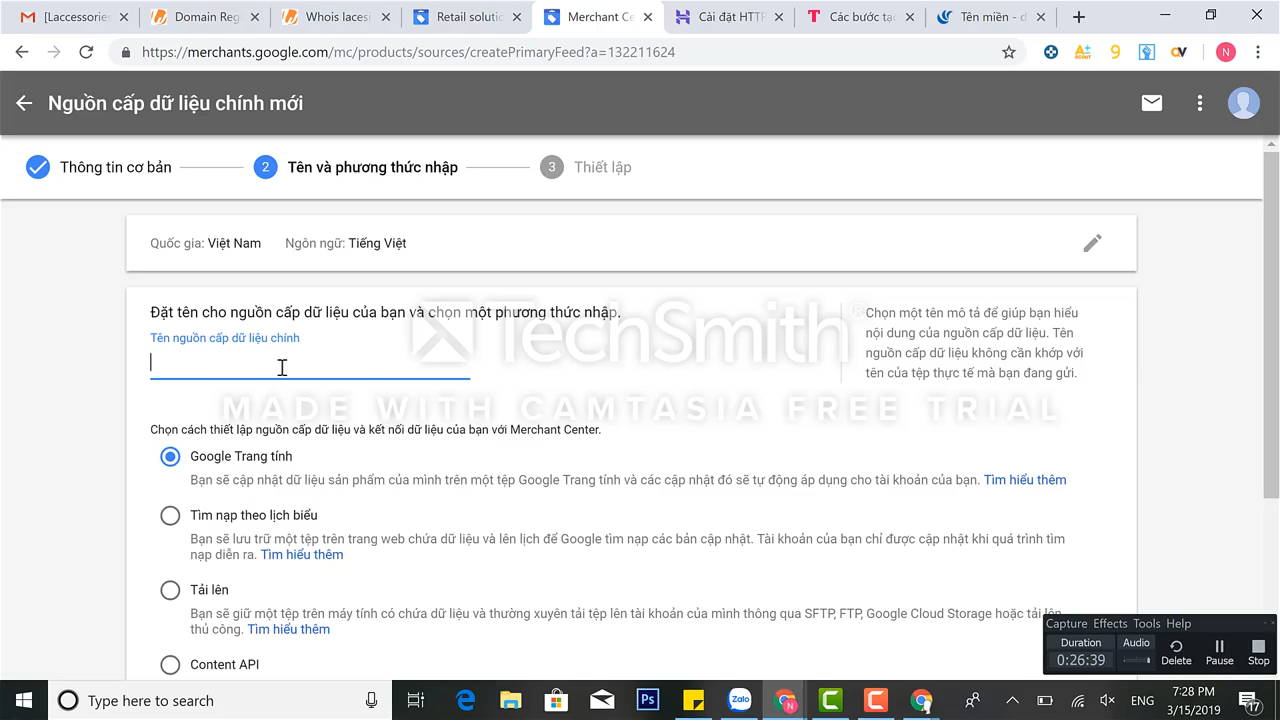 [Laccessories
Domain Reg
Whois lacesi
Retail solutic
Merchant Ce
Cài đặt HTTP
Các bước tạo
Tên miền - d
https://merchants.google.com/mc/products/sources/createPrimaryFeed?a=132211624
N
Nguồn cấp dữ liệu chính mới
Thông tin cơ bản
2 Tên và phương thức nhập
3 Thiết lập
Quốc gia: Việt Nam Ngôn ngữ: Tiếng Việt
Đặt tên cho nguồn cấp dữ liệu của bạn và chọn một phương thức nhập.
Tên nguồn cấp dữ liệu chính
Chọn một tên mô tả để giúp bạn hiểu
nội dung của nguồn cấp dữ liệu. Tên
nguồn cấp dữ liệu không cần khớp với
tên của tệp thực tế mà bạn đang gửi.
TechSmith®
MADE WITH CAMTASIA FREE TRIAL
Chọn cách thiết lập nguồn cấp dữ liệu và kết nối dữ liệu của bạn với Merchant Center.
Google Trang tính
Bạn sẽ cập nhật dữ liệu sản phẩm của mình trên một tệp Google Trang tính và các cập nhật đó sẽ tự động áp dụng cho tài khoản của bạn. Tìm hiểu thêm
Tìm nạp theo lịch biểu
Bạn sẽ lưu trữ một tệp trên trang web chứa dữ liệu và lên lịch để Google tìm nạp các bản cập nhật. Tài khoản của bạn chỉ được cập nhật khi quá trình tìm
nạp diễn ra. Tìm hiểu thêm
Tải lên
Bạn sẽ giữ một tệp trên máy tính có chứa dữ liệu và thường xuyên tải tệp lên tài khoản của mình thông qua SFTP, FTP, Google Cloud Storage hoặc tải lên
thủ công. Tìm hiểu thêm
Content API
Capture Effects Tools Help
Duration
0:26:39
Audio
Delete
Pause
Stop
Type here to search
Ps
Zalo
ENG
7:28 PM
3/15/2019
17